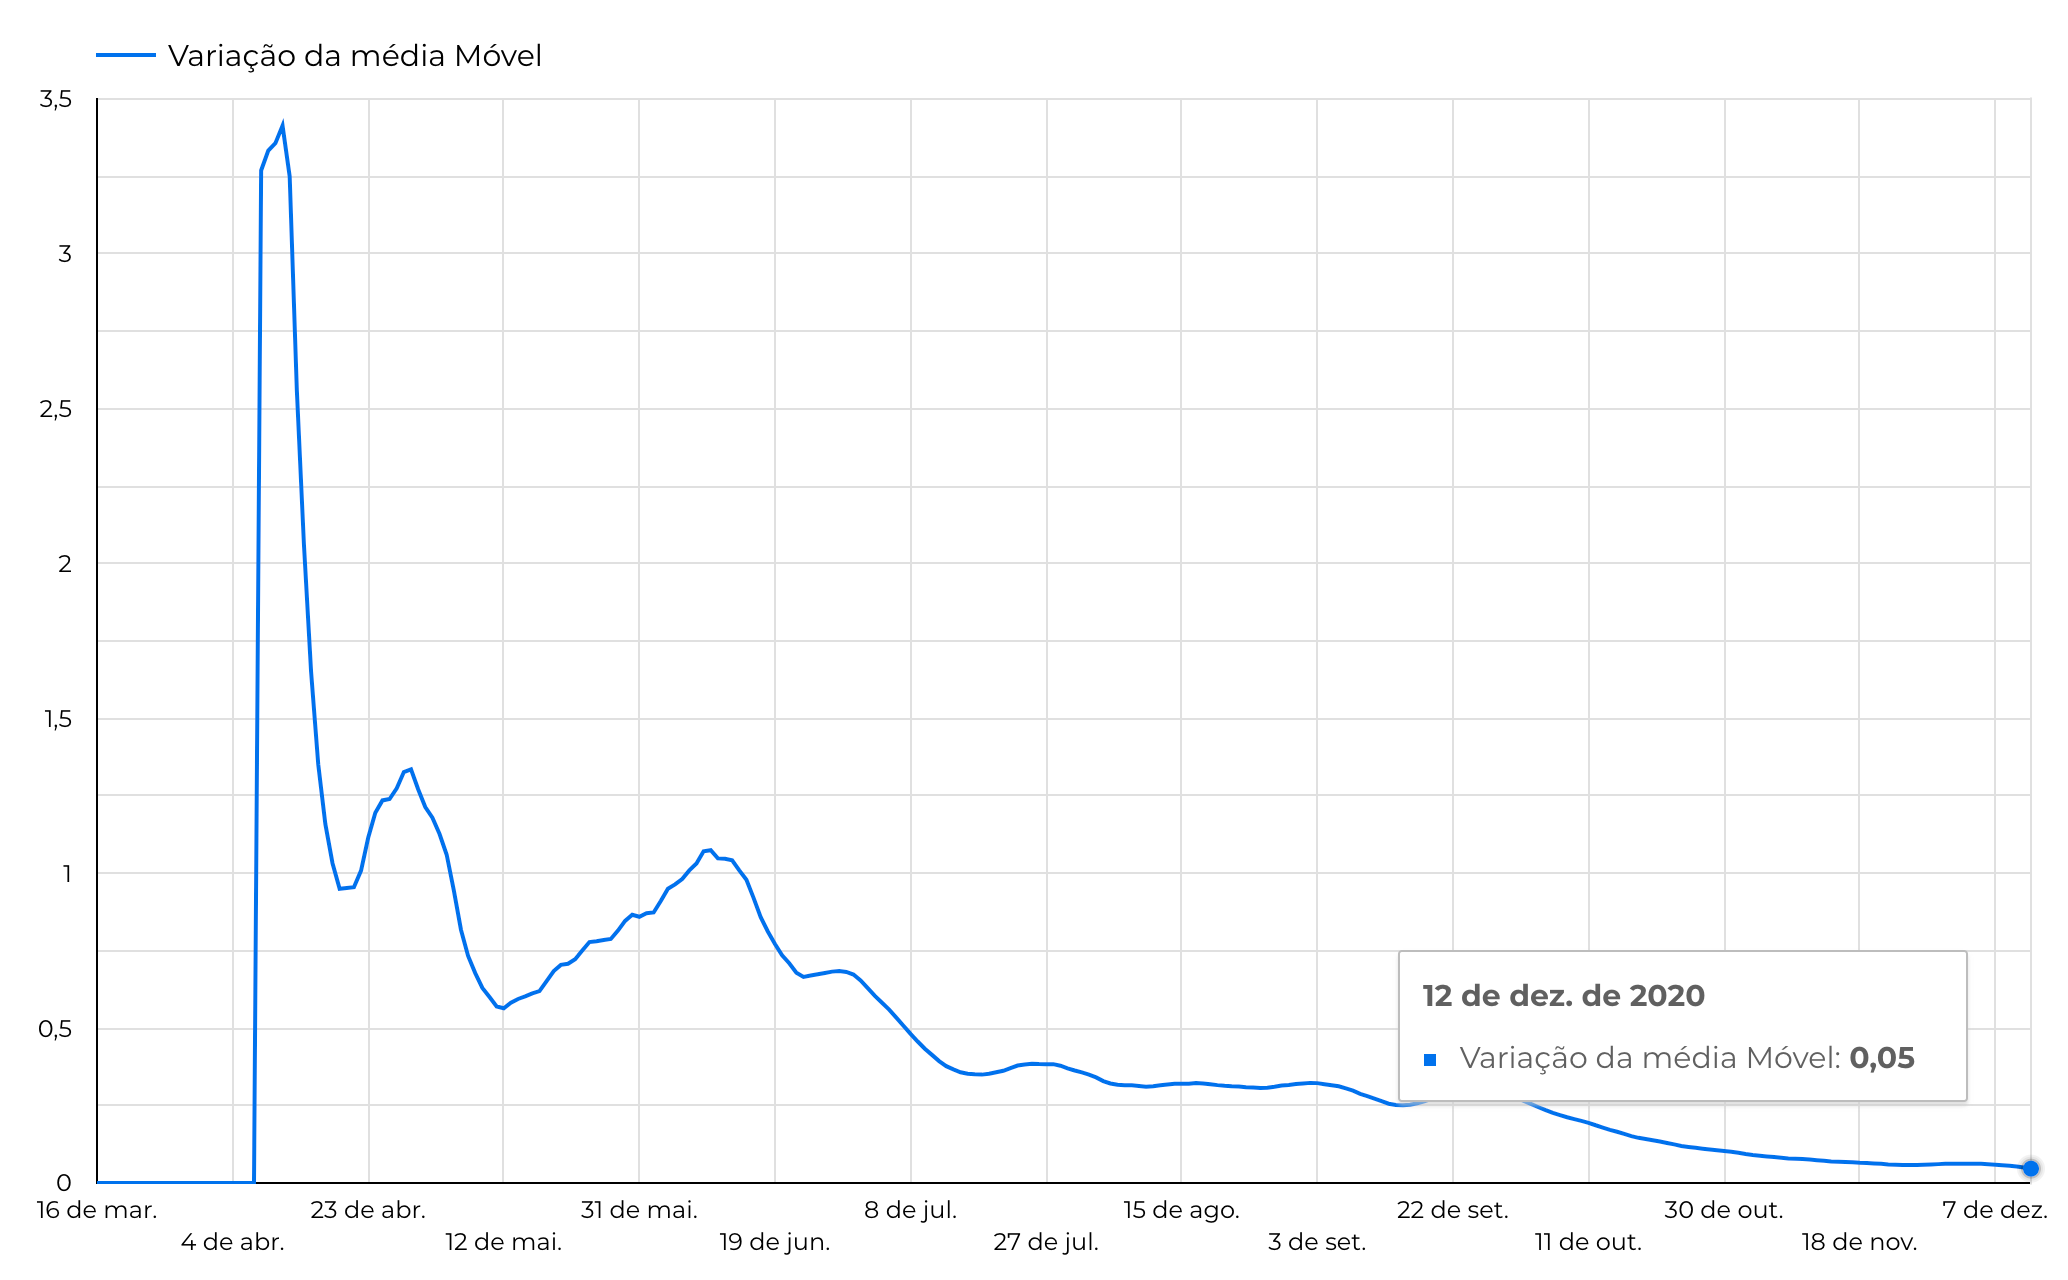 Variação da média Móvel
3,5
3
2,5
2
1,5
1
0,5
0
12 de dez. de 2020
Variação da média Móvel: 0,05
16 de mar. 23 de abr. 31 de mai. 8 de jul. 15 de ago. 22 de set. 30 de out. 7 de dez.
4 de abr. 12 de mai. 19 de jun. 27 de jul. 3 de set. 11 de out. 18 de nov.